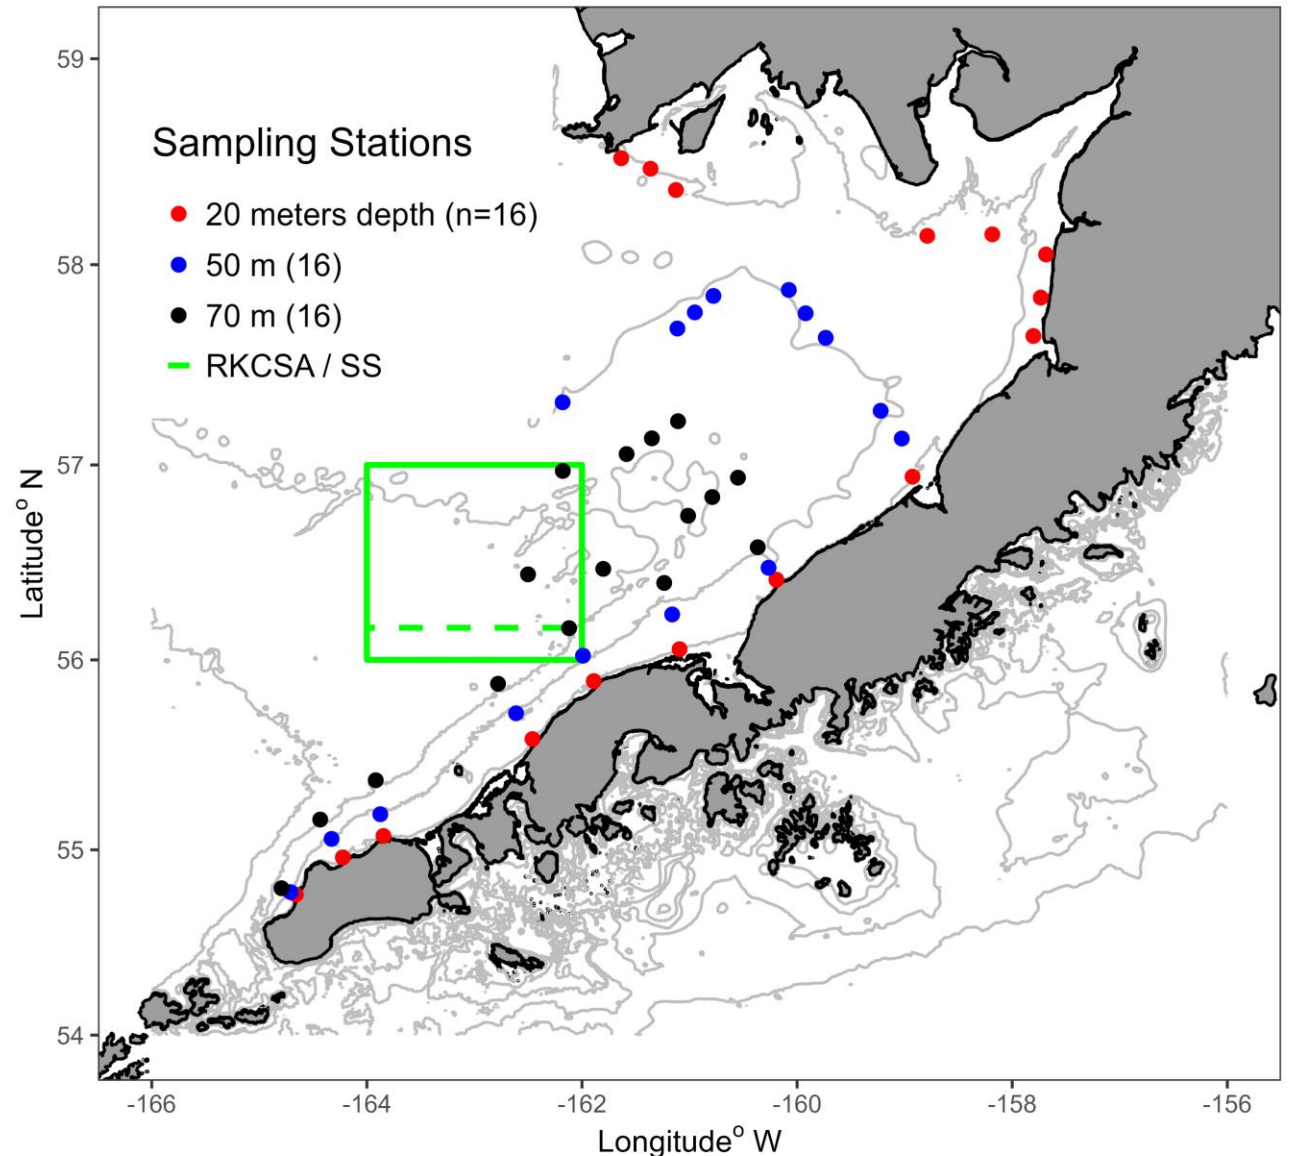 Sampling Stations
20 meters depth (n=16)
50 m (16)
70 m (16)
RKCSA / SS
59
58
57
56
55
54
Latitude° N
-166 -164 -162 -160 -158 -156
Longitude° W